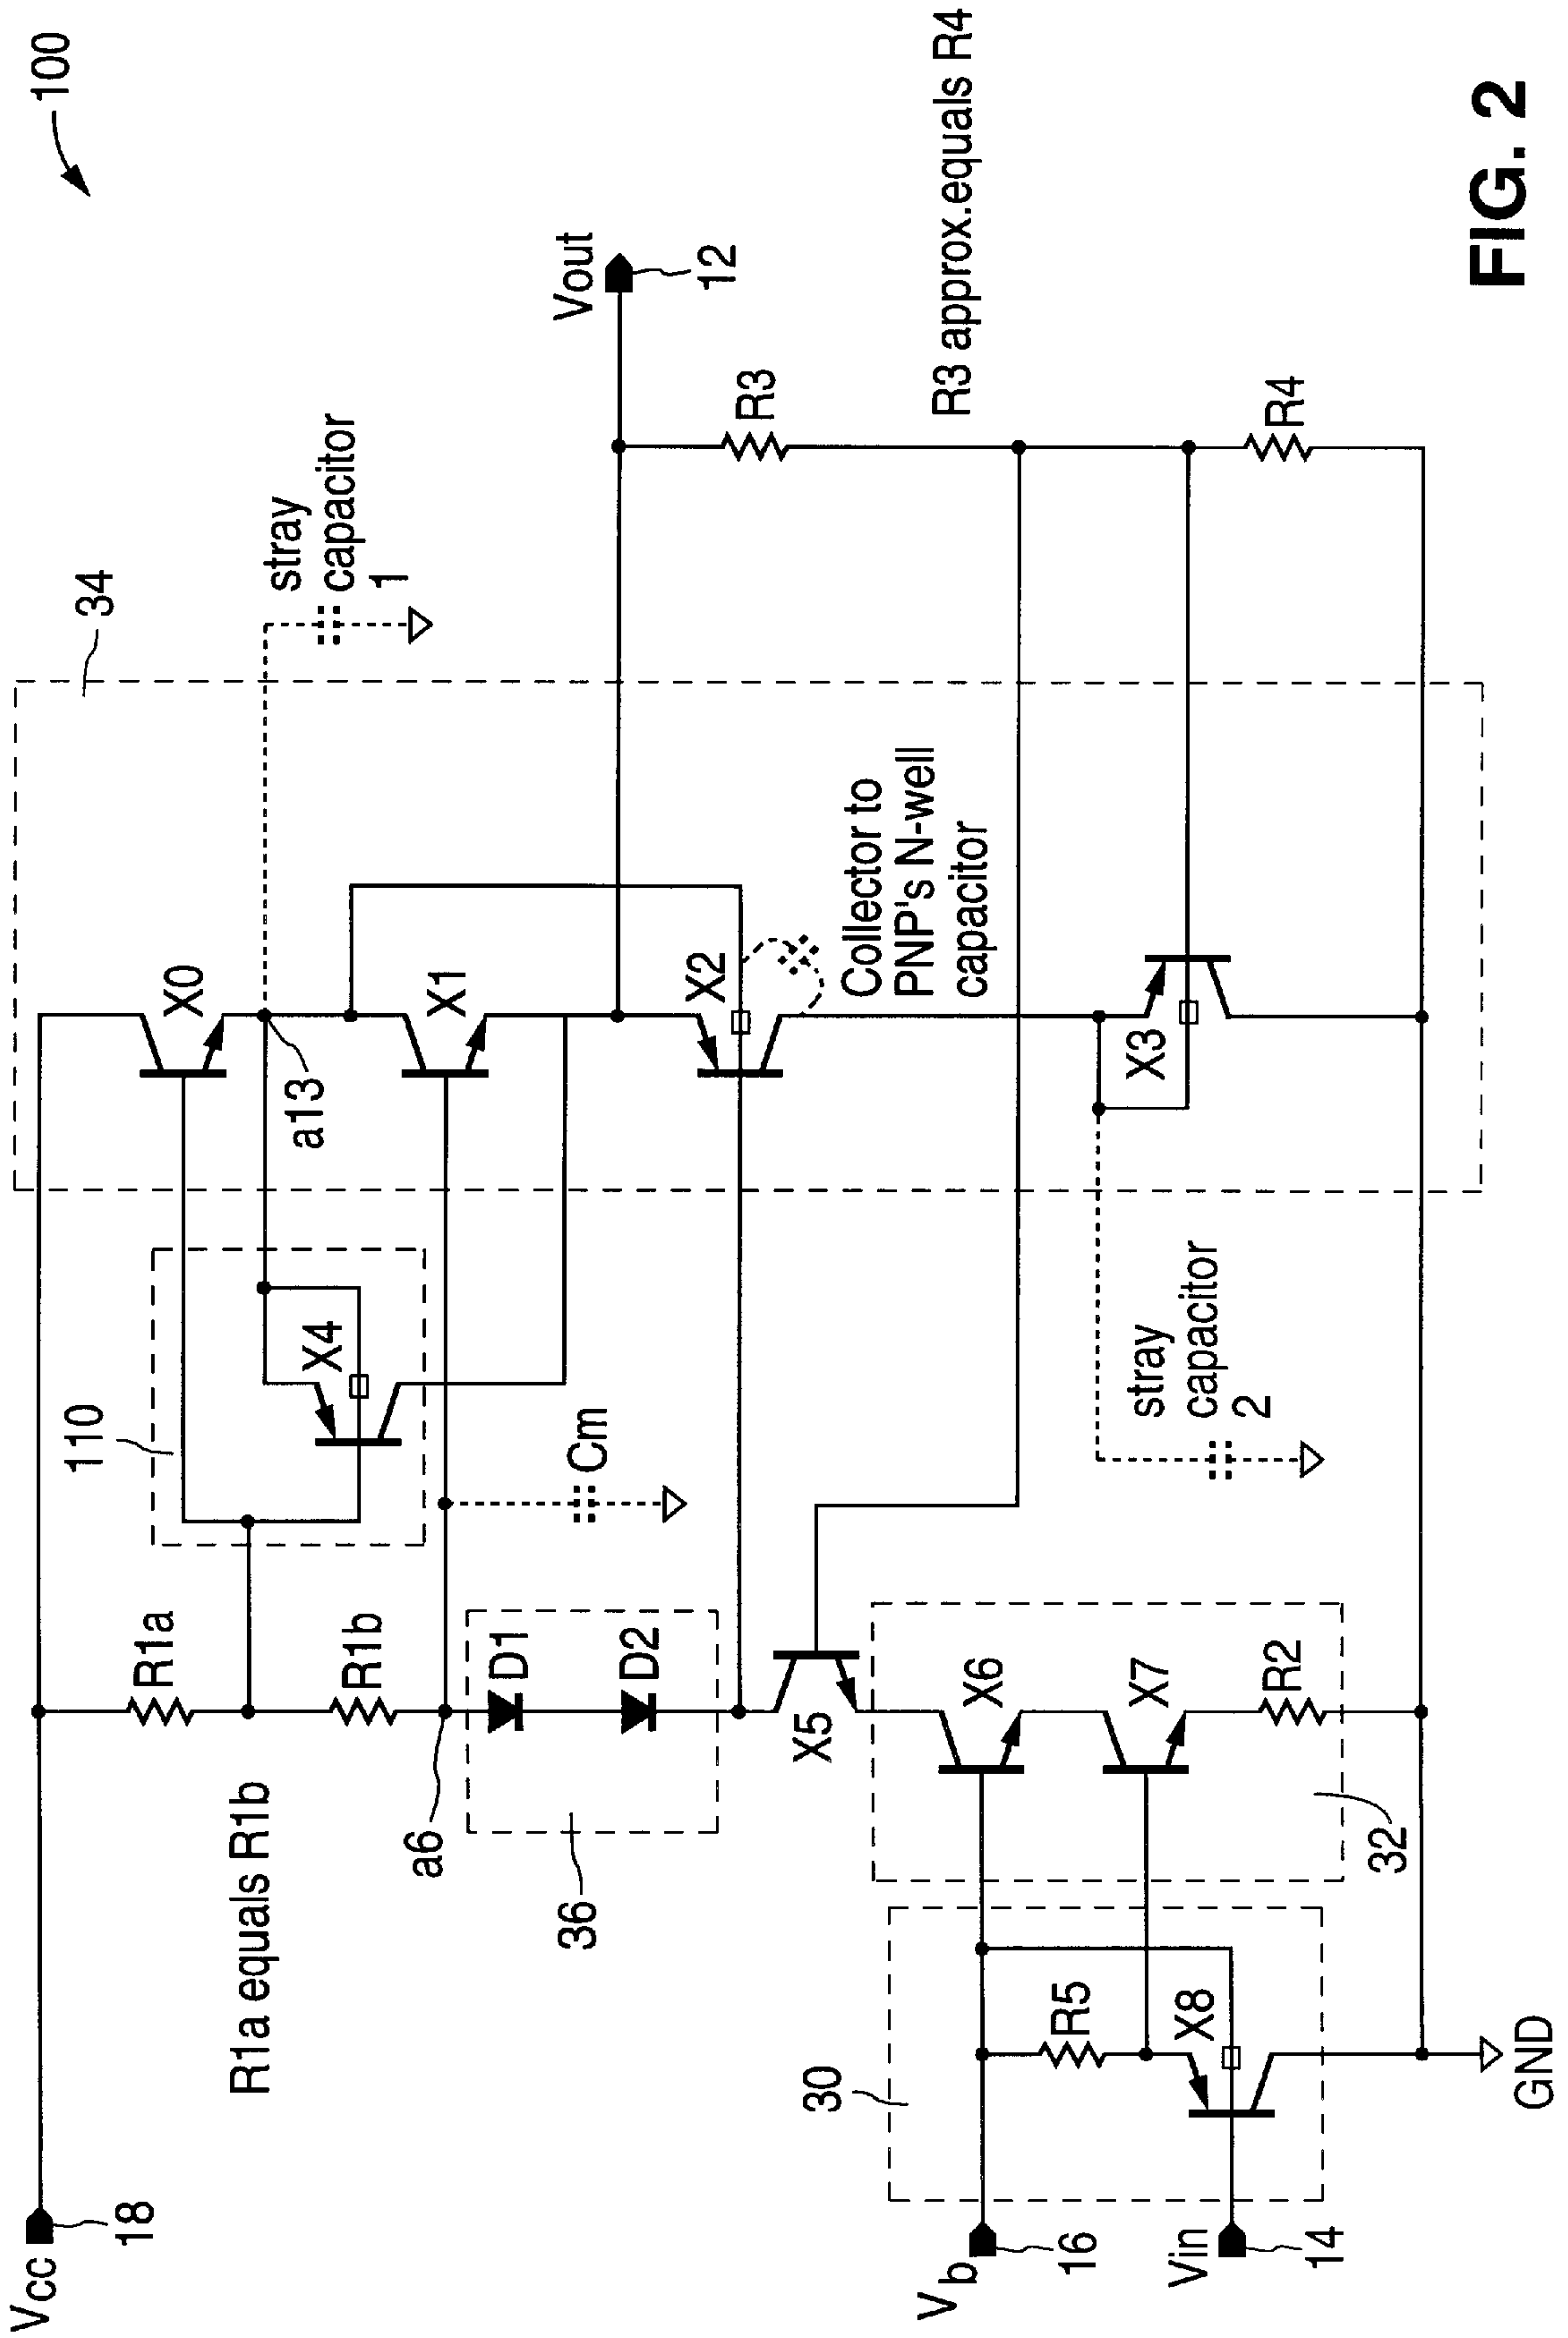 100
Vcc
18
R1a
R1a equals R1b
R1b
a6
D1
D2
36
110
X4
Cm
34
X0
a13
X1
X2
stray
capacitor
1
Collector to
PNP's N-well
capacitor
Vout
12
R3
R3 approx.equals R4
R4
X3
stray
capacitor
2
X5
X6
X7
R2
32
30
R5
X8
Vb
16
Vin
14
GND
FIG. 2